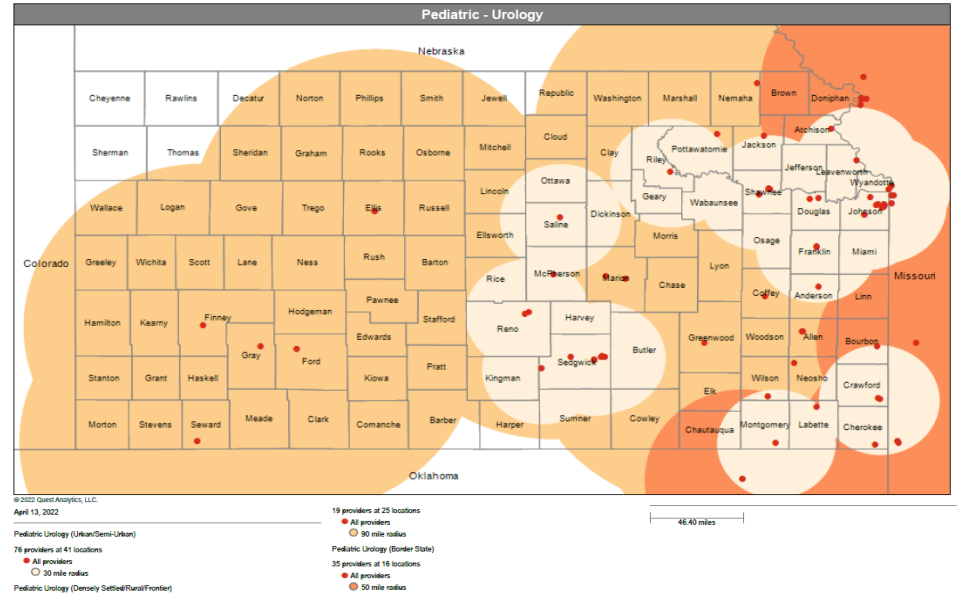 Pediatric - Urology
Nebraska
Cheyenne Rawlins Decatur Norton Phillips Smith Jewell Republic Washington Marshall Nemaha Brown Doniphan
Atchison
Sherman Thomas Sheridan Graham Rooks Osborne Mitchell Cloud Clay Riley Pottawatomie Jackson
Jefferson Leavenworth
Wyandotte
Wallace Logan Gove Trego Ellis Russell Lincoln Ottawa Geary Wabaunsee Shawnee Douglas Johnson
Saline Dickinson
Ellsworth Morris Osage Franklin Miami
Colorado Greeley Wichita Scott Lane Ness Rush Barton Rice McPherson Marion Chase Lyon Missouri
Coffey Anderson Linn
Hamilton Kearny Finney Hodgeman Pawnee Stafford Reno Harvey
Edwards Greenwood Woodson Allen Bourbon
Gray Ford Sedgwick Butler
Stanton Grant Haskell Kiowa Pratt Kingman Wilson Neosho Crawford
Elk
Morton Stevens Seward Meade Clark Comanche Barber Harper Sumner Cowley Chautauqua Montgomery Labette Cherokee
Oklahoma
© 2022 Quest Analytics, LLC.
April 13, 2022
Pediatric Urology (Urban/Semi-Urban)
76 providers at 41 locations
All providers
30 mile radius
Pediatric Urology (Densely Settled/Rural/Frontier)
19 providers at 25 locations
All providers
90 mile radius
Pediatric Urology (Border State)
35 providers at 16 locations
All providers
50 mile radius
46.40 miles